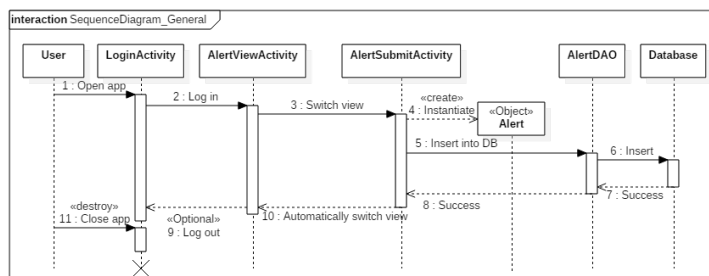 interaction SequenceDiagram_General
User
LoginActivity
AlertViewActivity
AlertSubmitActivity
AlertDAO
Database
1 : Open app
2 : Log in
3 : Switch view
«create»
4 : Instantiate
«Object»
Alert
5 : Insert into DB
6 : Insert
7 : Success
8 : Success
«destroy»
11 : Close app
«Optional»
9 : Log out
10 : Automatically switch view